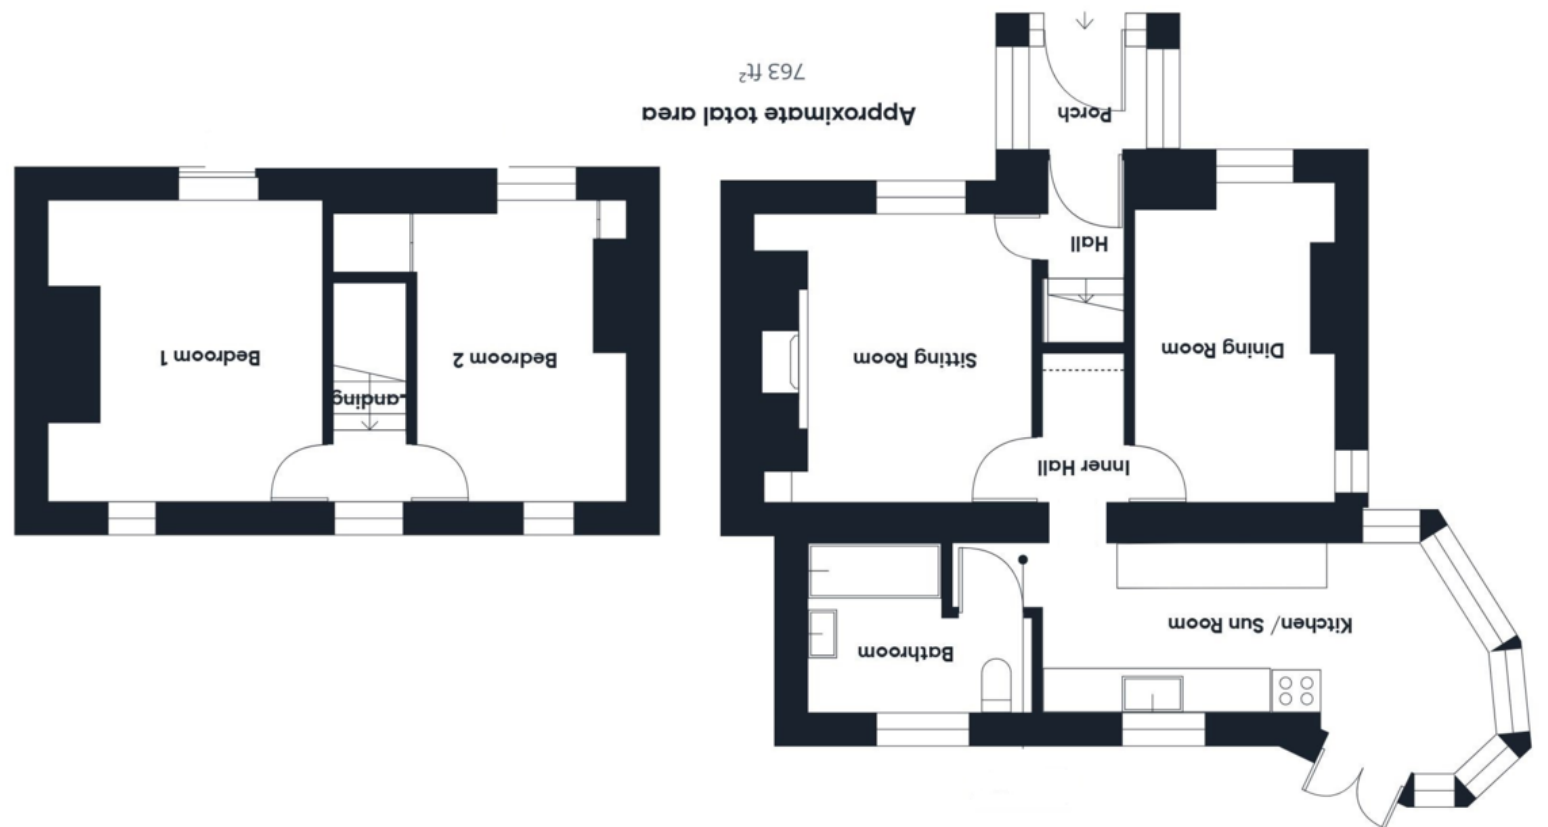 Bathroom
Kitchen/ Sun Room
Inner Hall
Dining Room
Sitting Room
Hall
Porch
Landing
Bedroom 2
Bedroom 1
Approximate total area
763 ft²